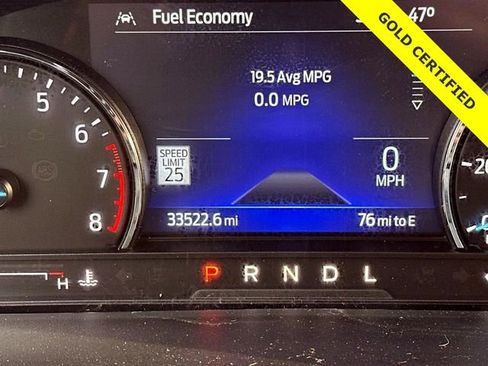 Fuel Economy
47°
GOLD CERTIFIED
19.5 Avg MPG
0.0 MPG
5
6
7
8
SPEED
LIMIT
25
0
MPH
20
33522.6 mi
76 mi to E
H
P R N D L